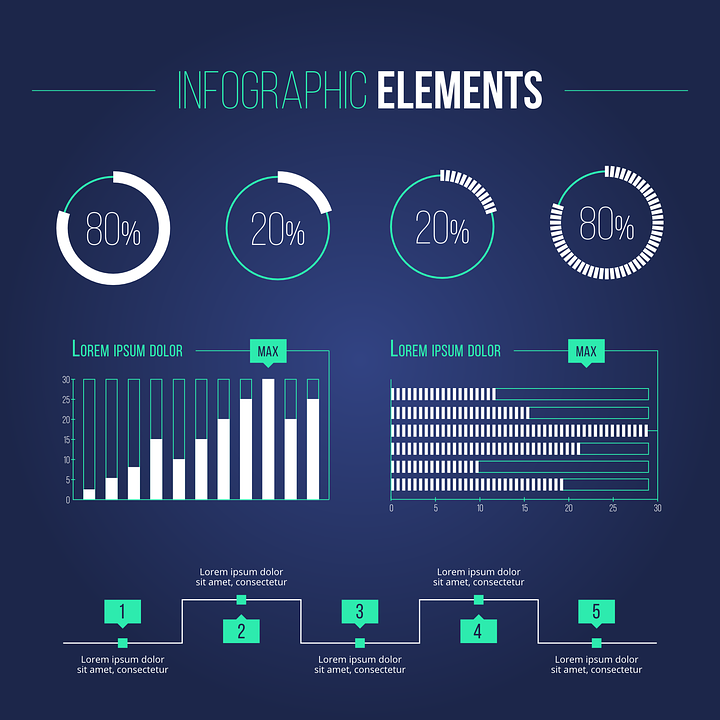 INFOGRAPHIC ELEMENTS
80%
20%
20%
80%
LOREM IPSUM DOLOR
MAX
30
25
20
15
10
5
0
LOREM IPSUM DOLOR
MAX
0 5 10 15 20 25 30
Lorem ipsum dolor
sit amet, consectetur
Lorem ipsum dolor
sit amet, consectetur
1
2
3
4
5
Lorem ipsum dolor
sit amet, consectetur
Lorem ipsum dolor
sit amet, consectetur
Lorem ipsum dolor
sit amet, consectetur